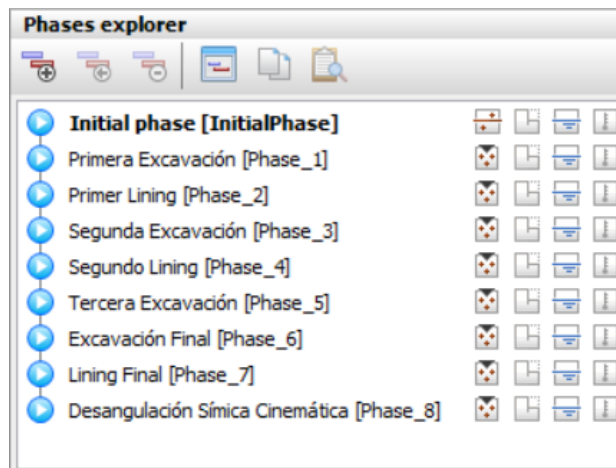 Phases explorer
Initial phase [InitialPhase]
Primera Excavación [Phase_1]
Primer Lining [Phase_2]
Segunda Excavación [Phase_3]
Segundo Lining [Phase_4]
Tercera Excavación [Phase_5]
Excavación Final [Phase_6]
Lining Final [Phase_7]
Desangulación Símica Cinemática [Phase_8]